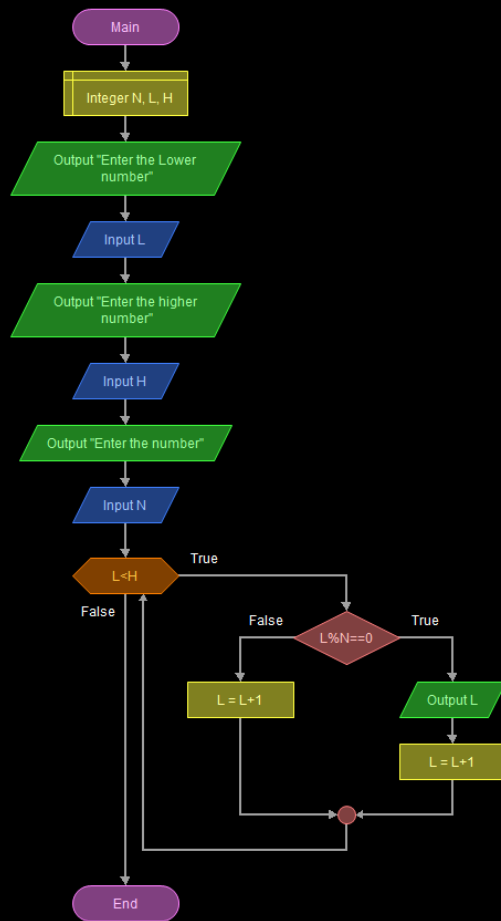 Main
Integer N, L, H
Output "Enter the Lower
number"
Input L
Output "Enter the higher
number"
Input H
Output "Enter the number"
Input N
L<H
True
False
L%N==0
False
True
L = L+1
Output L
L = L+1
End